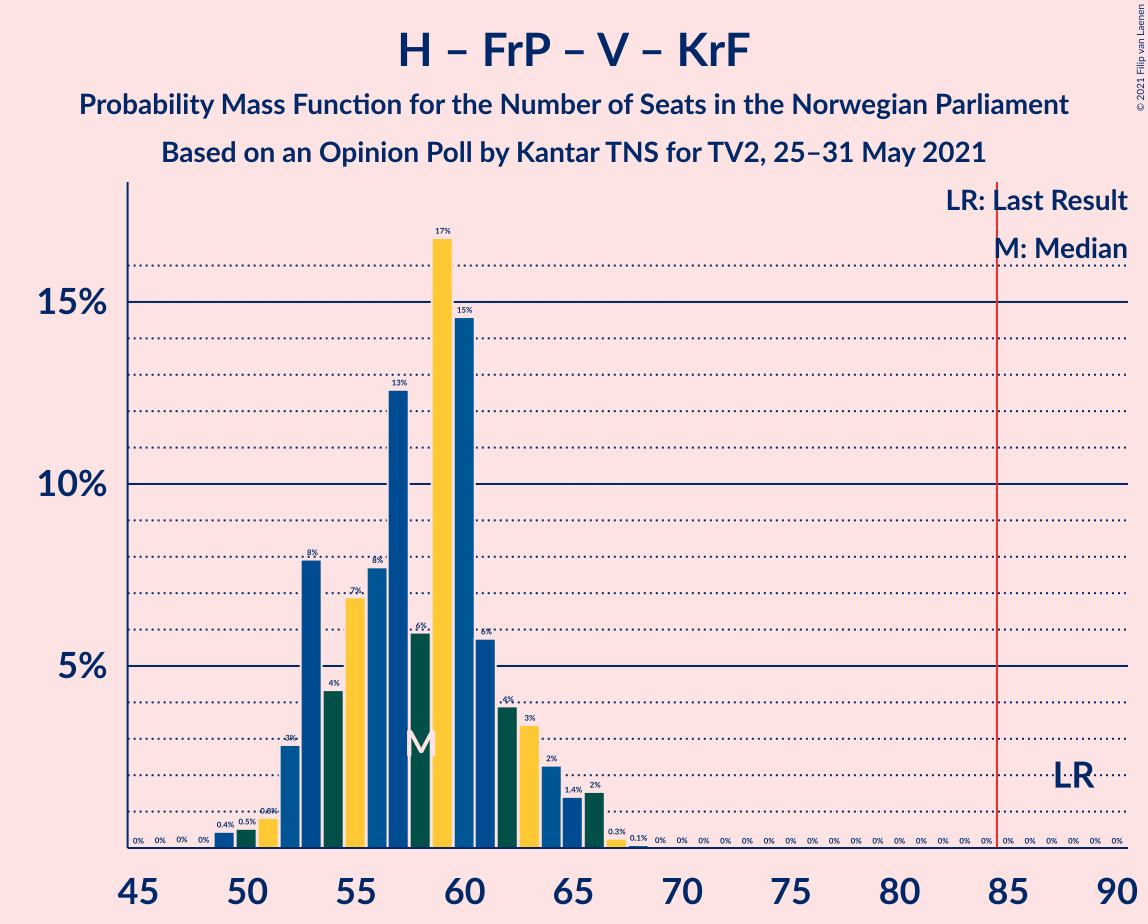 H – FrP – V – KrF
Probability Mass Function for the Number of Seats in the Norwegian Parliament
Based on an Opinion Poll by Kantar TNS for TV2, 25–31 May 2021
© 2021 Filip van Laenen
LR: Last Result
M: Median
15%
10%
5%
0% 0% 0% 0% 0.4% 0.5% 0.8% 3% 8% 4% 7% 8% 13% 6% 17% 15% 6% 4% 3% 2% 1.4% 2% 0.3% 0.1% 0% 0% 0% 0% 0% 0% 0% 0% 0% 0% 0% 0% 0% 0% 0% 0% 0% 0% 0% 0% 0% 0%
M
LR
45 50 55 60 65 70 75 80 85 90